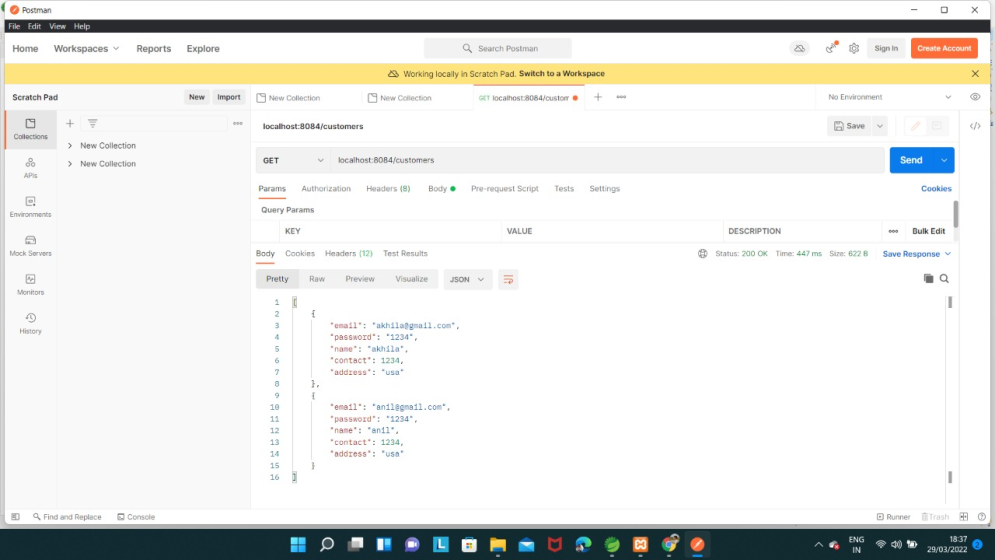 Postman
File Edit View Help
Home Workspaces Reports Explore Search Postman Sign In Create Account
Working locally in Scratch Pad. Switch to a Workspace
Scratch Pad New Import New Collection New Collection GET localhost:8084/custom No Environment
Collections
APIs
Environments
Mock Servers
Monitors
History
New Collection
New Collection
localhost:8084/customers Save
GET localhost:8084/customers Send
Params Authorization Headers (8) Body Pre-request Script Tests Settings Cookies
Query Params
KEY VALUE DESCRIPTION Bulk Edit
Body Cookies Headers (12) Test Results Status: 200 OK Time: 447 ms Size: 622 B Save Response
Pretty Raw Preview Visualize JSON
1 [
2 {
3 "email": "akhila@gmail.com",
4 "password": "1234",
5 "name": "akhila",
6 "contact": 1234,
7 "address": "usa"
8 },
9 {
10 "email": "anil@gmail.com",
11 "password": "1234",
12 "name": "anil",
13 "contact": 1234,
14 "address": "usa"
15 }
16 ]
Find and Replace Console Runner Trash
ENG
IN
18:37
29/03/2022
2